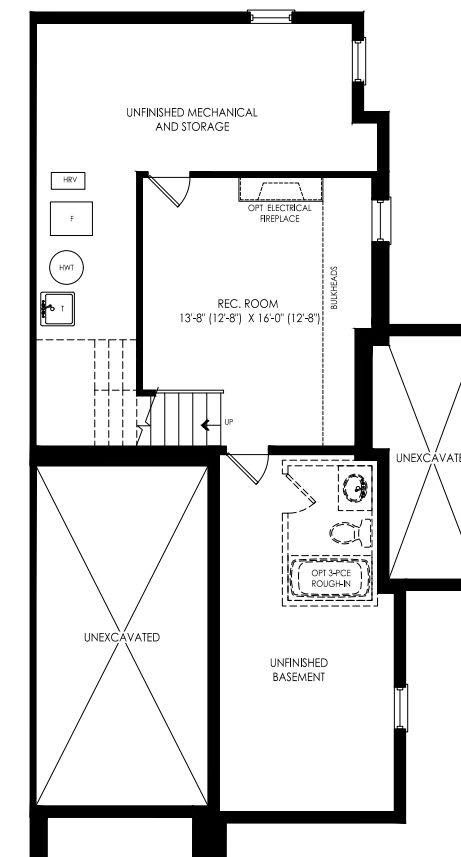 UNFINISHED MECHANICAL
AND STORAGE
HRV
F
HWT
T
OPT ELECTRICAL
FIREPLACE
BULKHEADS
REC. ROOM
13'-8" (12'-8") X 16'-0" (12'-8")
UP
UNEXCAVATE
OPT 3-PCE
ROUGH-IN
UNEXCAVATED
UNFINISHED
BASEMENT